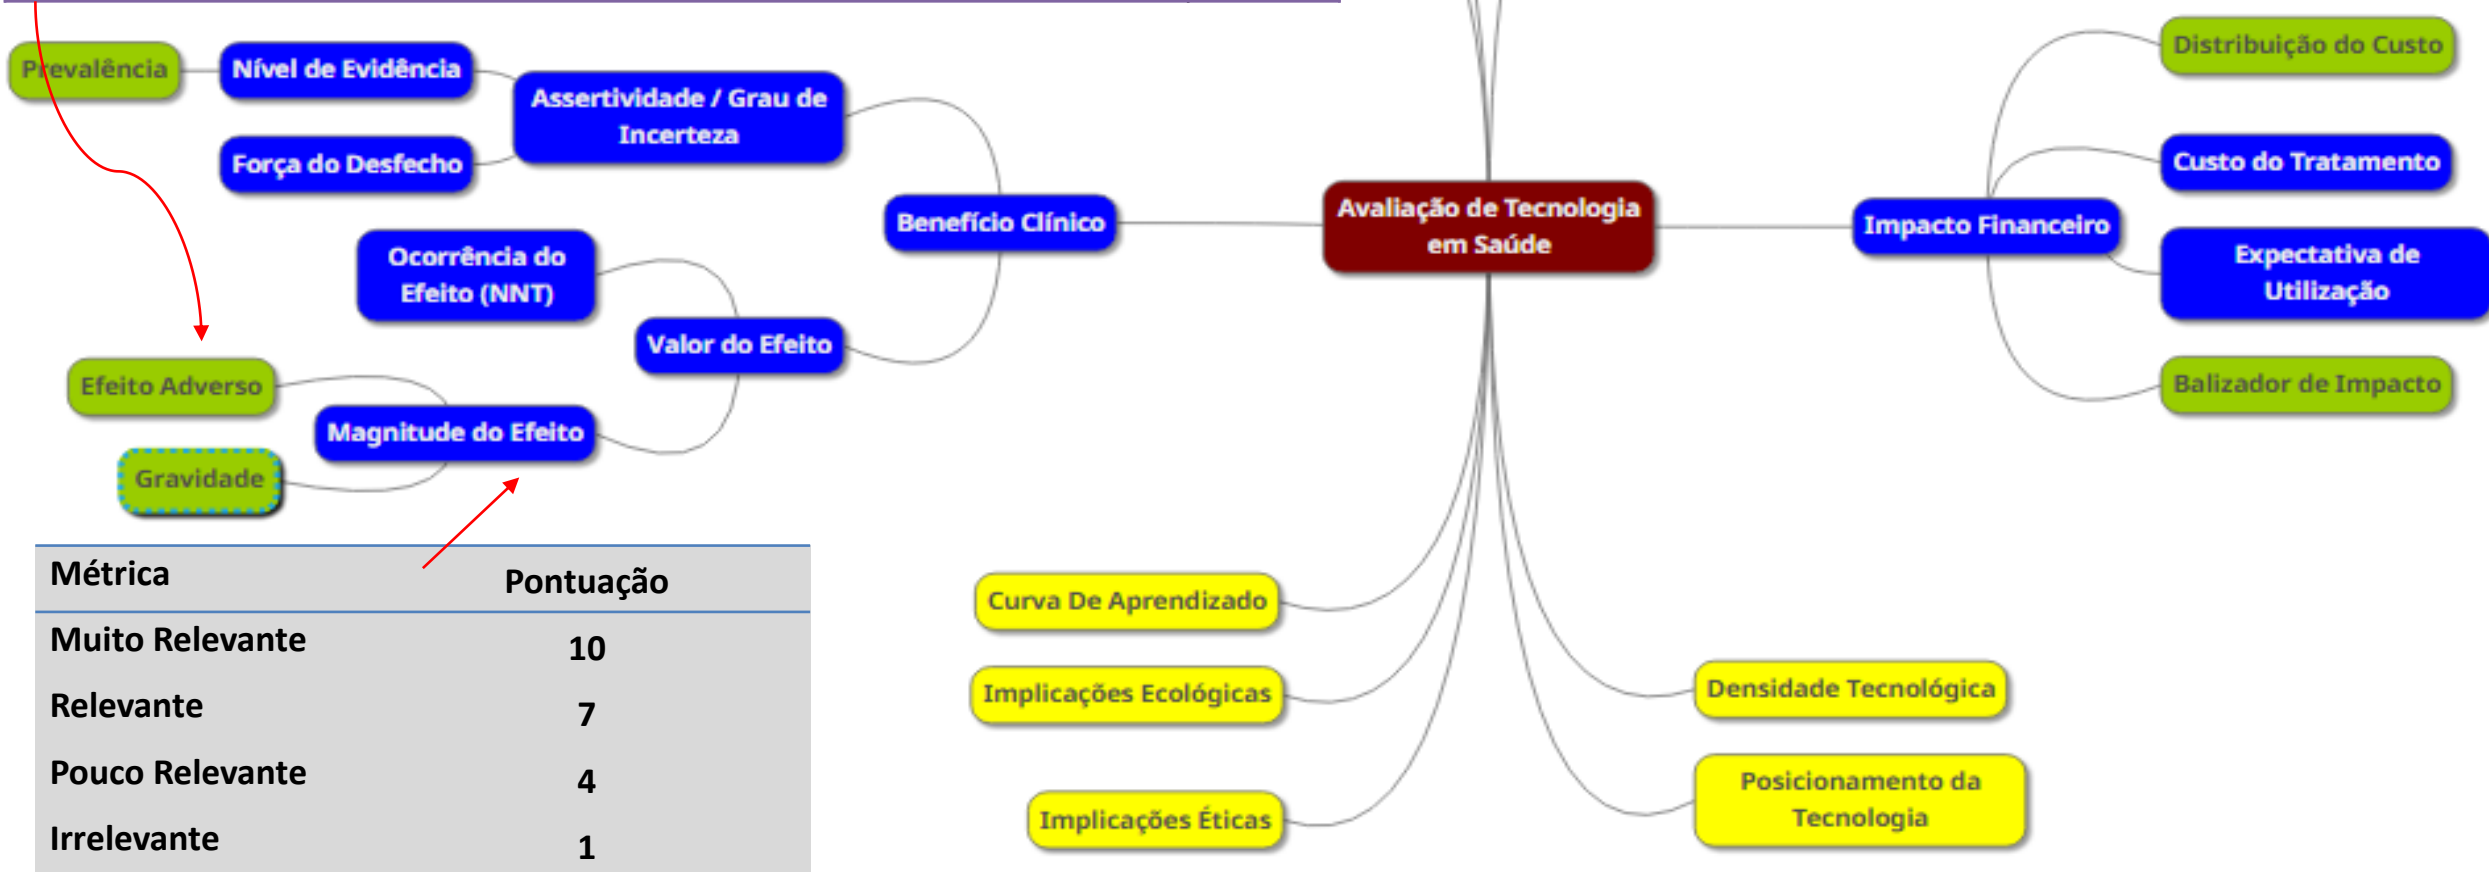 Prevalência
Nível de Evidência
Assertividade / Grau de
Incerteza
Força do Desfecho
Benefício Clínico
Ocorrência do
Efeito (NNT)
Valor do Efeito
Efeito Adverso
Magnitude do Efeito
Gravidade
Avaliação de Tecnologia
em Saúde
Impacto Financeiro
Distribuição do Custo
Custo do Tratamento
Expectativa de
Utilização
Balizador de Impacto
Métrica Pontuação
Muito Relevante 10
Relevante 7
Pouco Relevante 4
Irrelevante 1
Curva De Aprendizado
Implicações Ecológicas
Implicações Éticas
Densidade Tecnológica
Posicionamento da
Tecnologia